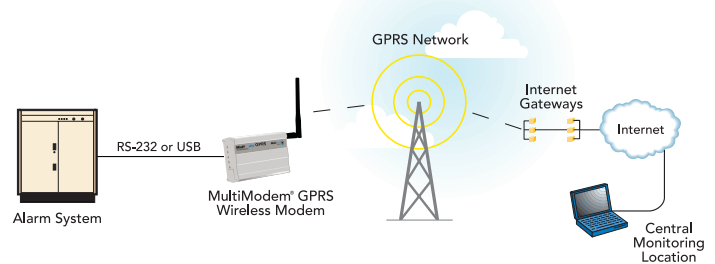 GPRS Network
Internet
Gateways
Internet
RS-232 or USB
MultiModem® GPRS
Wireless Modem
Alarm System
Central
Monitoring
Location